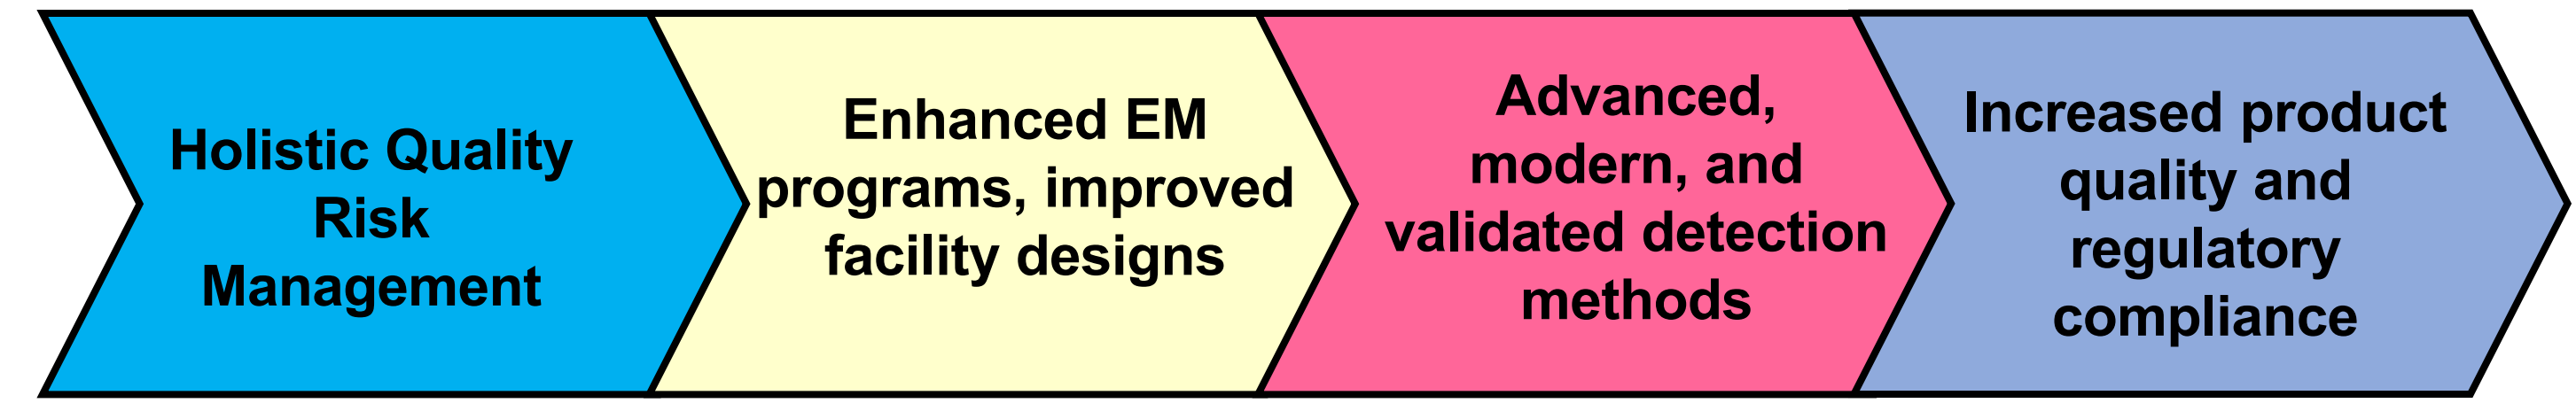 Holistic Quality
Risk
Management
Enhanced EM
programs, improved
facility designs
Advanced,
modern, and
validated detection
methods
Increased product
quality and
regulatory
compliance